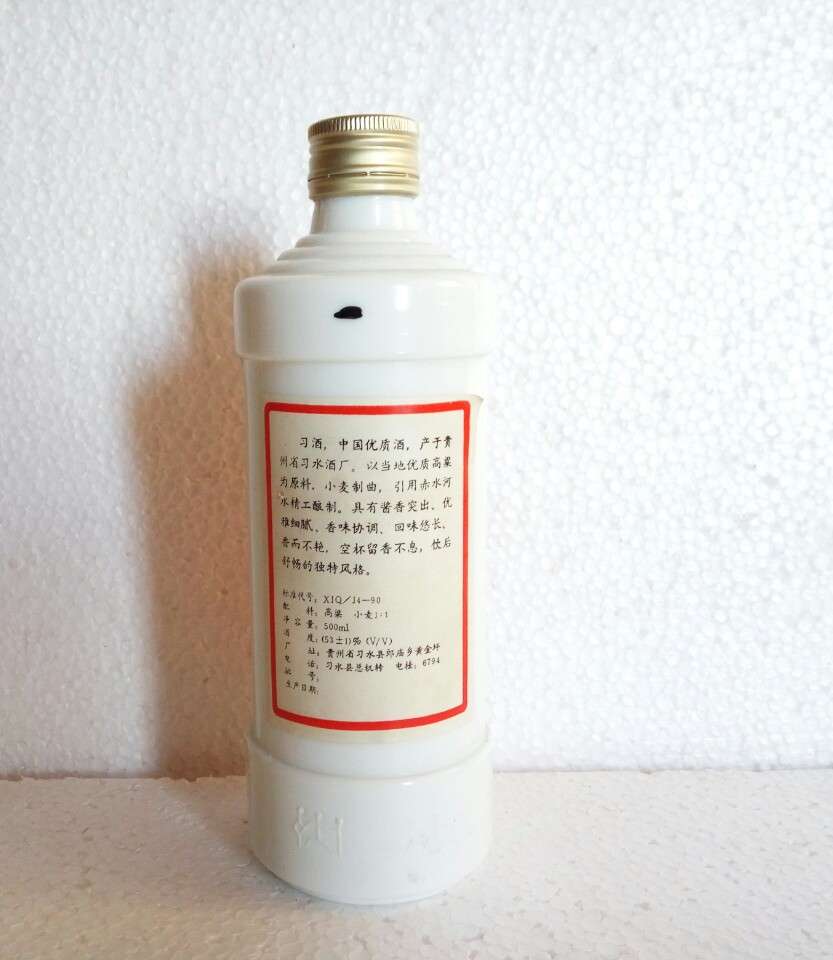 习酒，中国优质酒，产于贵
州省习水酒厂。以当地优质高粱
为原料，小麦制曲，引用赤水河
水精工酿制。具有酱香突出、优
雅细腻、香味协调、回味悠长、
香而不艳，空杯留香不息，饮后
舒畅的独特风格。
标准代号：XJQ／J4—90
配 料：高粱 小麦1:1
净 容 量：500ml
酒 度：(53±1)％（V/V）
厂 址：贵州省习水县郎庙乡黄金坪
电 话：习水县总机转 电挂：6794
批 号：
生产日期：